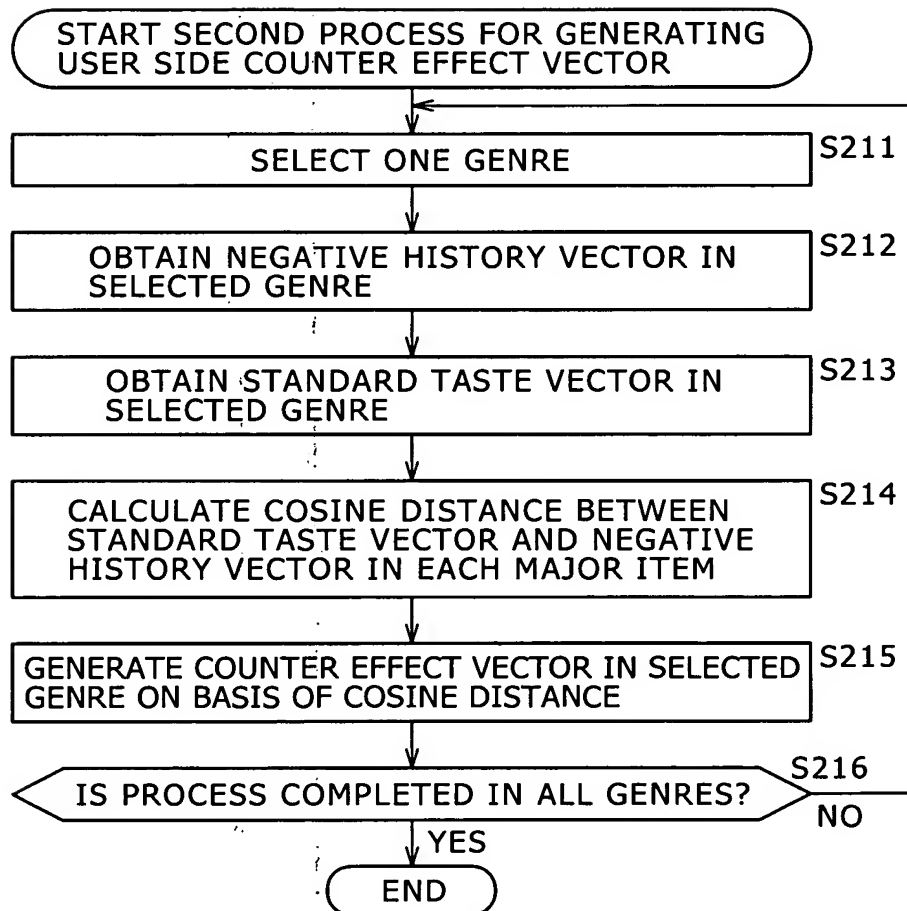 START SECOND PROCESS FOR GENERATING
USER SIDE COUNTER EFFECT VECTOR
S211
SELECT ONE GENRE
S212
OBTAIN NEGATIVE HISTORY VECTOR IN
SELECTED GENRE
S213
OBTAIN STANDARD TASTE VECTOR IN
SELECTED GENRE
S214
CALCULATE COSINE DISTANCE BETWEEN
STANDARD TASTE VECTOR AND NEGATIVE
HISTORY VECTOR IN EACH MAJOR ITEM
S215
GENERATE COUNTER EFFECT VECTOR IN SELECTED
GENRE ON BASIS OF COSINE DISTANCE
S216
IS PROCESS COMPLETED IN ALL GENRES?
NO
YES
END